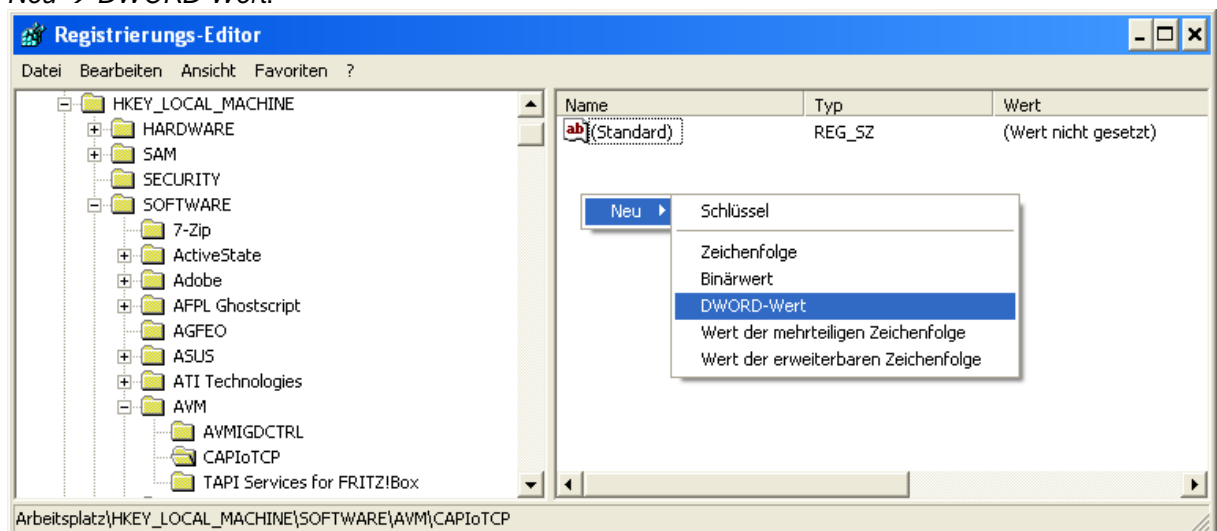 Neu → DWORD-Wert.
Registrierungs-Editor
Datei Bearbeiten Ansicht Favoriten ?
HKEY_LOCAL_MACHINE
HARDWARE
SAM
SECURITY
SOFTWARE
7-Zip
ActiveState
Adobe
AFPL Ghostscript
AGFEO
ASUS
ATI Technologies
AVM
AVMIGDCTRL
CAPIoTCP
TAPI Services for FRITZ!Box
Name Typ Wert
ab (Standard) REG_SZ (Wert nicht gesetzt)
Neu
Schlüssel
Zeichenfolge
Binärwert
DWORD-Wert
Wert der mehrteiligen Zeichenfolge
Wert der erweiterbaren Zeichenfolge
Arbeitsplatz\HKEY_LOCAL_MACHINE\SOFTWARE\AVM\CAPIoTCP